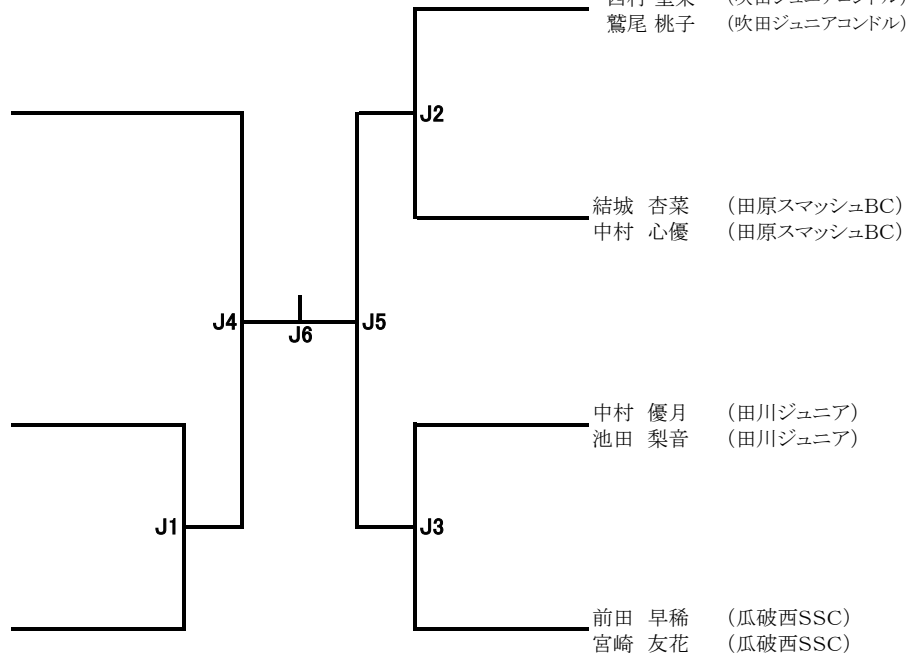 鷲尾 桃子 （吹田ジュニアコンドル）
J2
結城 杏菜 （田原スマッシュBC）
中村 心優 （田原スマッシュBC）
J4
J6
J5
中村 優月 （田川ジュニア）
池田 梨音 （田川ジュニア）
J1
J3
前田 早稀 （瓜破西SSC）
宮崎 友花 （瓜破西SSC）